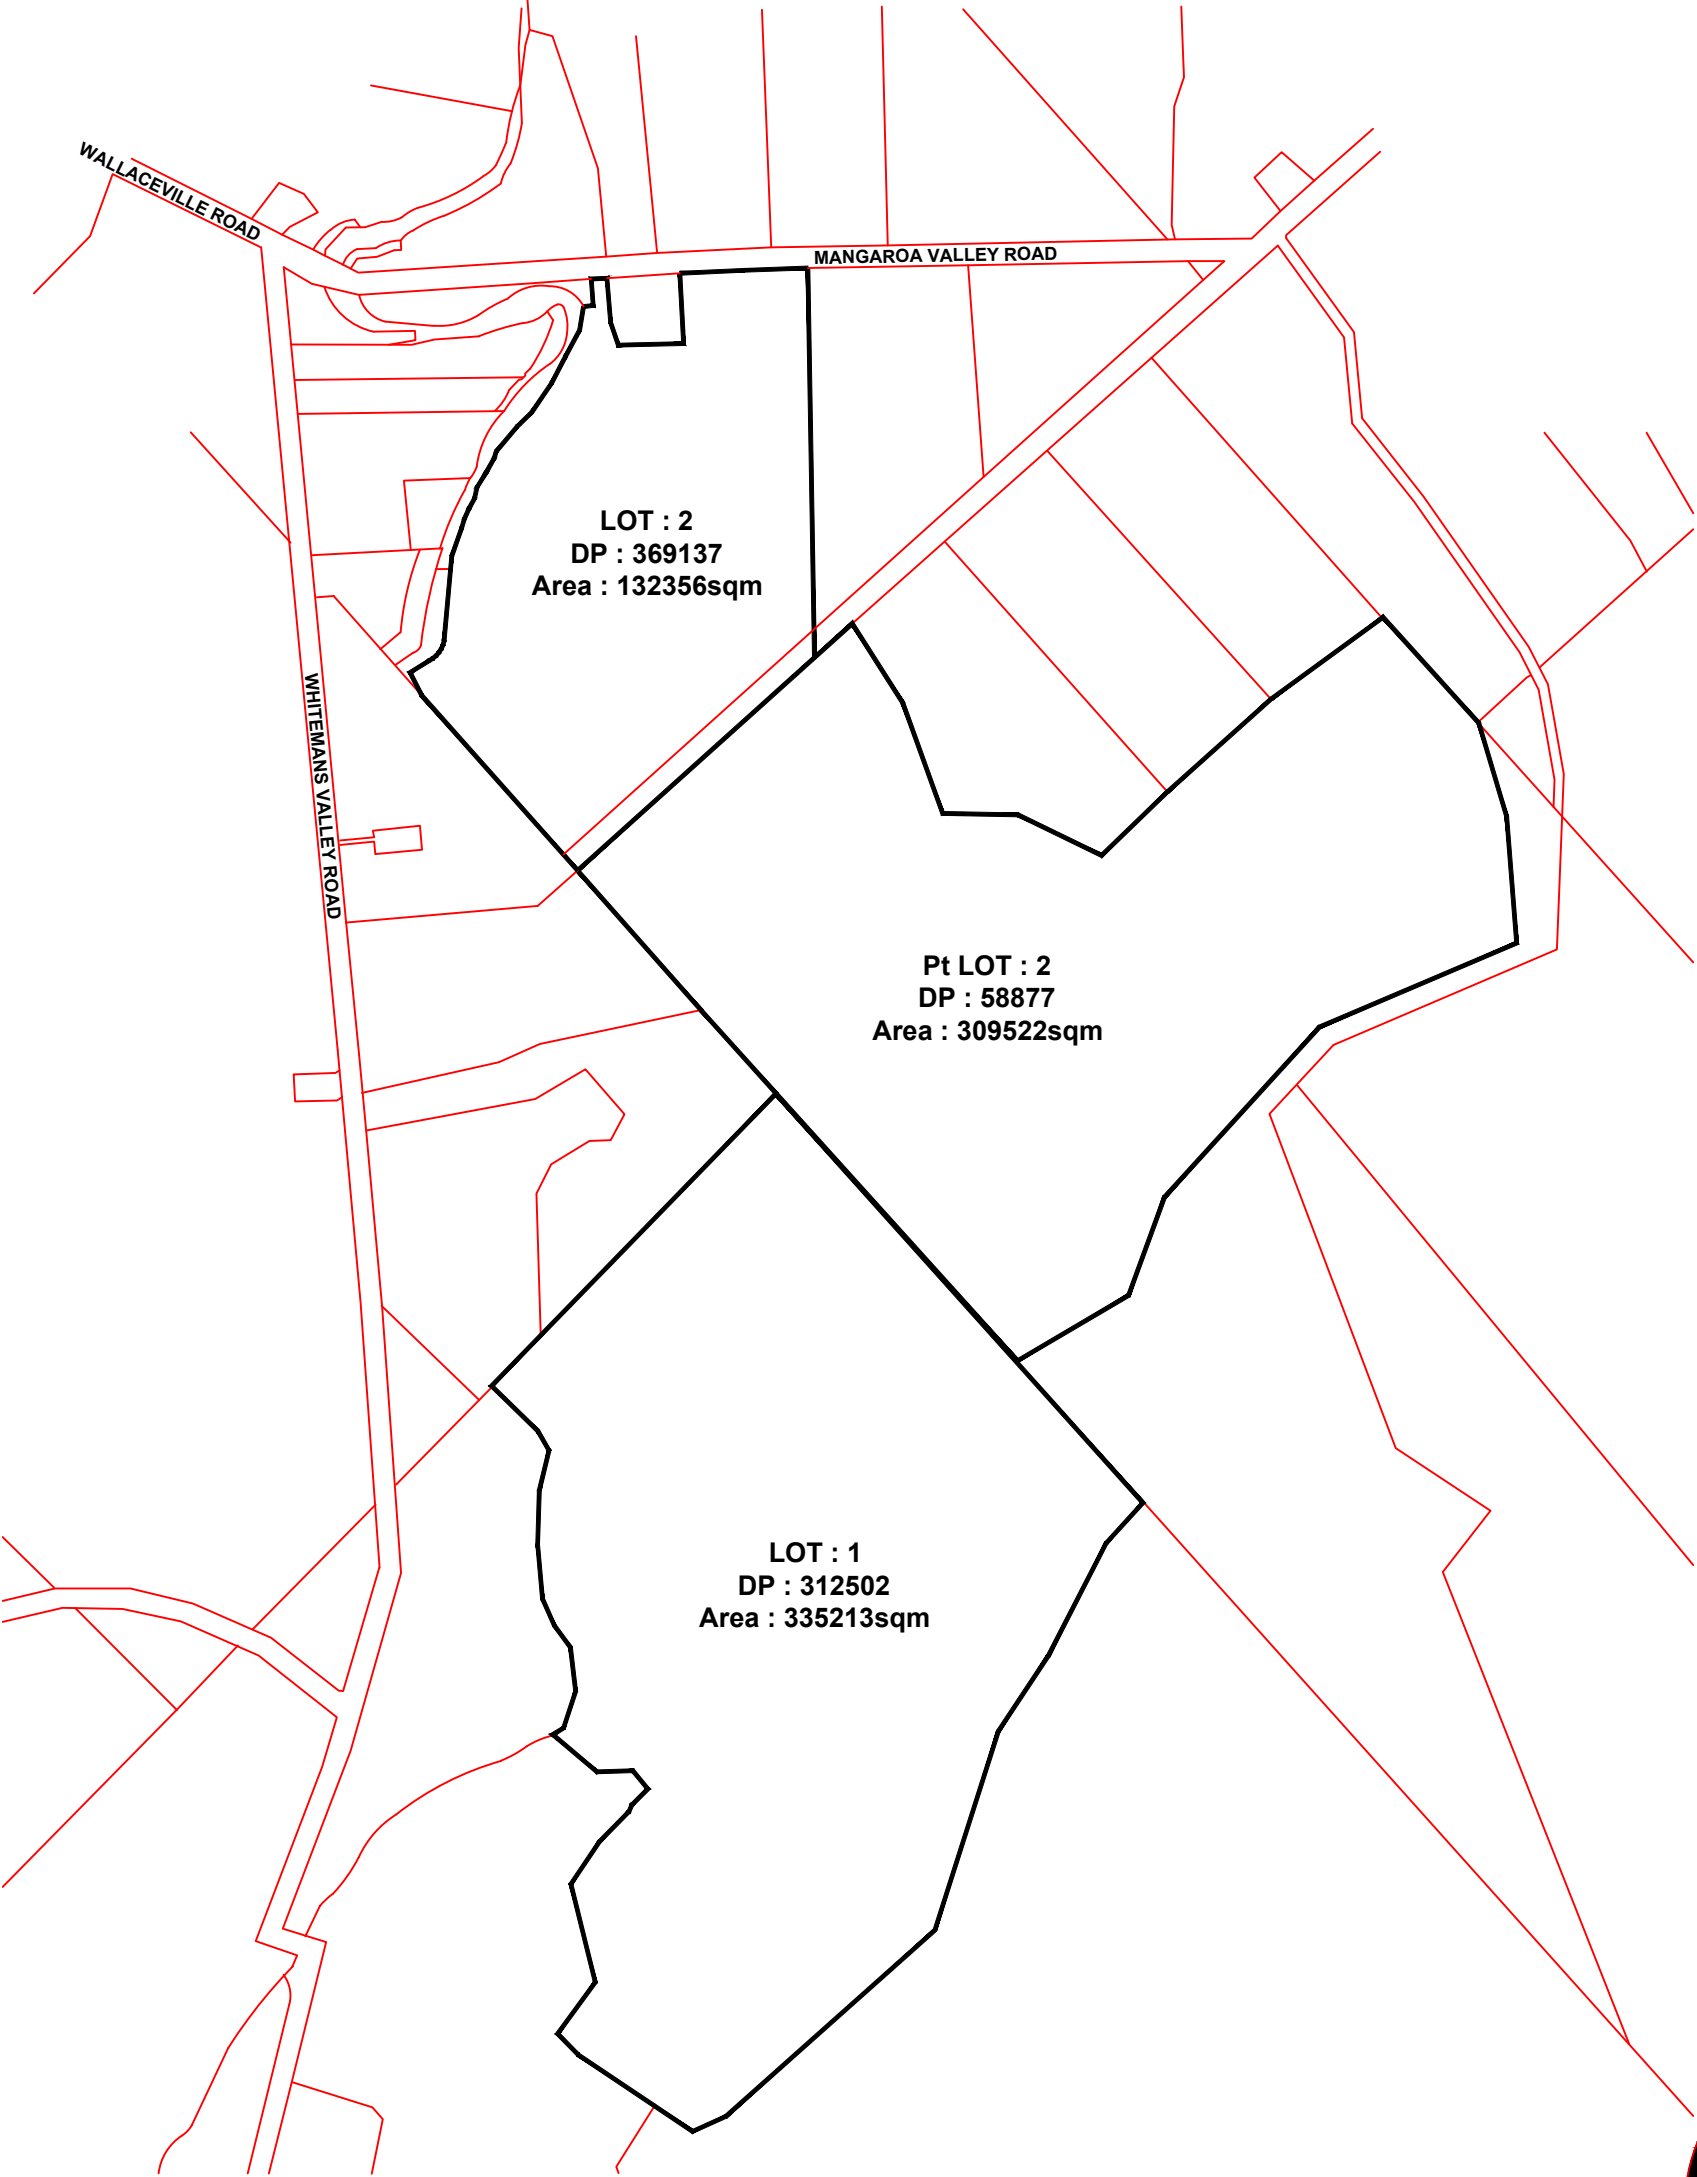 WALLACEVILLE ROAD
MANGAROA VALLEY ROAD
LOT : 2
DP : 369137
Area : 132356sqm
WHITEMANS VALLEY ROAD
Pt LOT : 2
DP : 58877
Area : 309522sqm
LOT : 1
DP : 312502
Area : 335213sqm